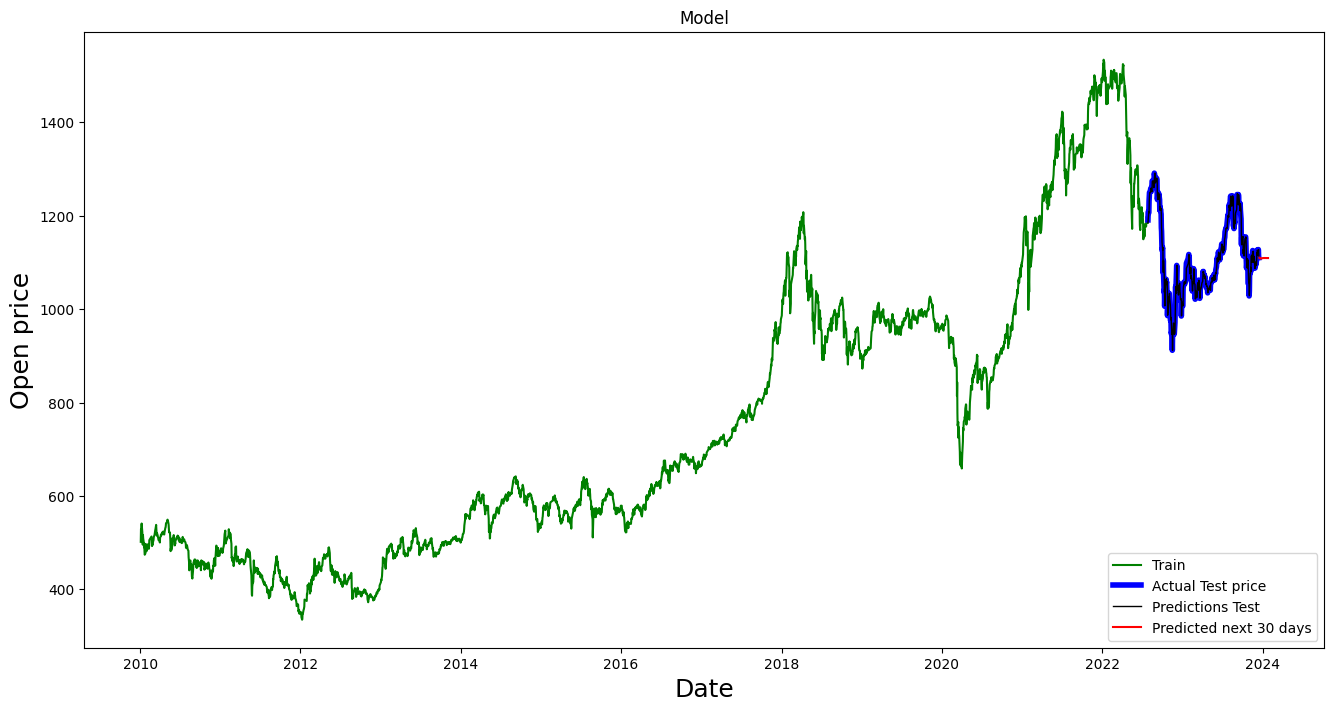 Model
Open price
1400
1200
1000
800
600
400
2010 2012 2014 2016 2018 2020 2022 2024
Date
Train
Actual Test price
Predictions Test
Predicted next 30 days